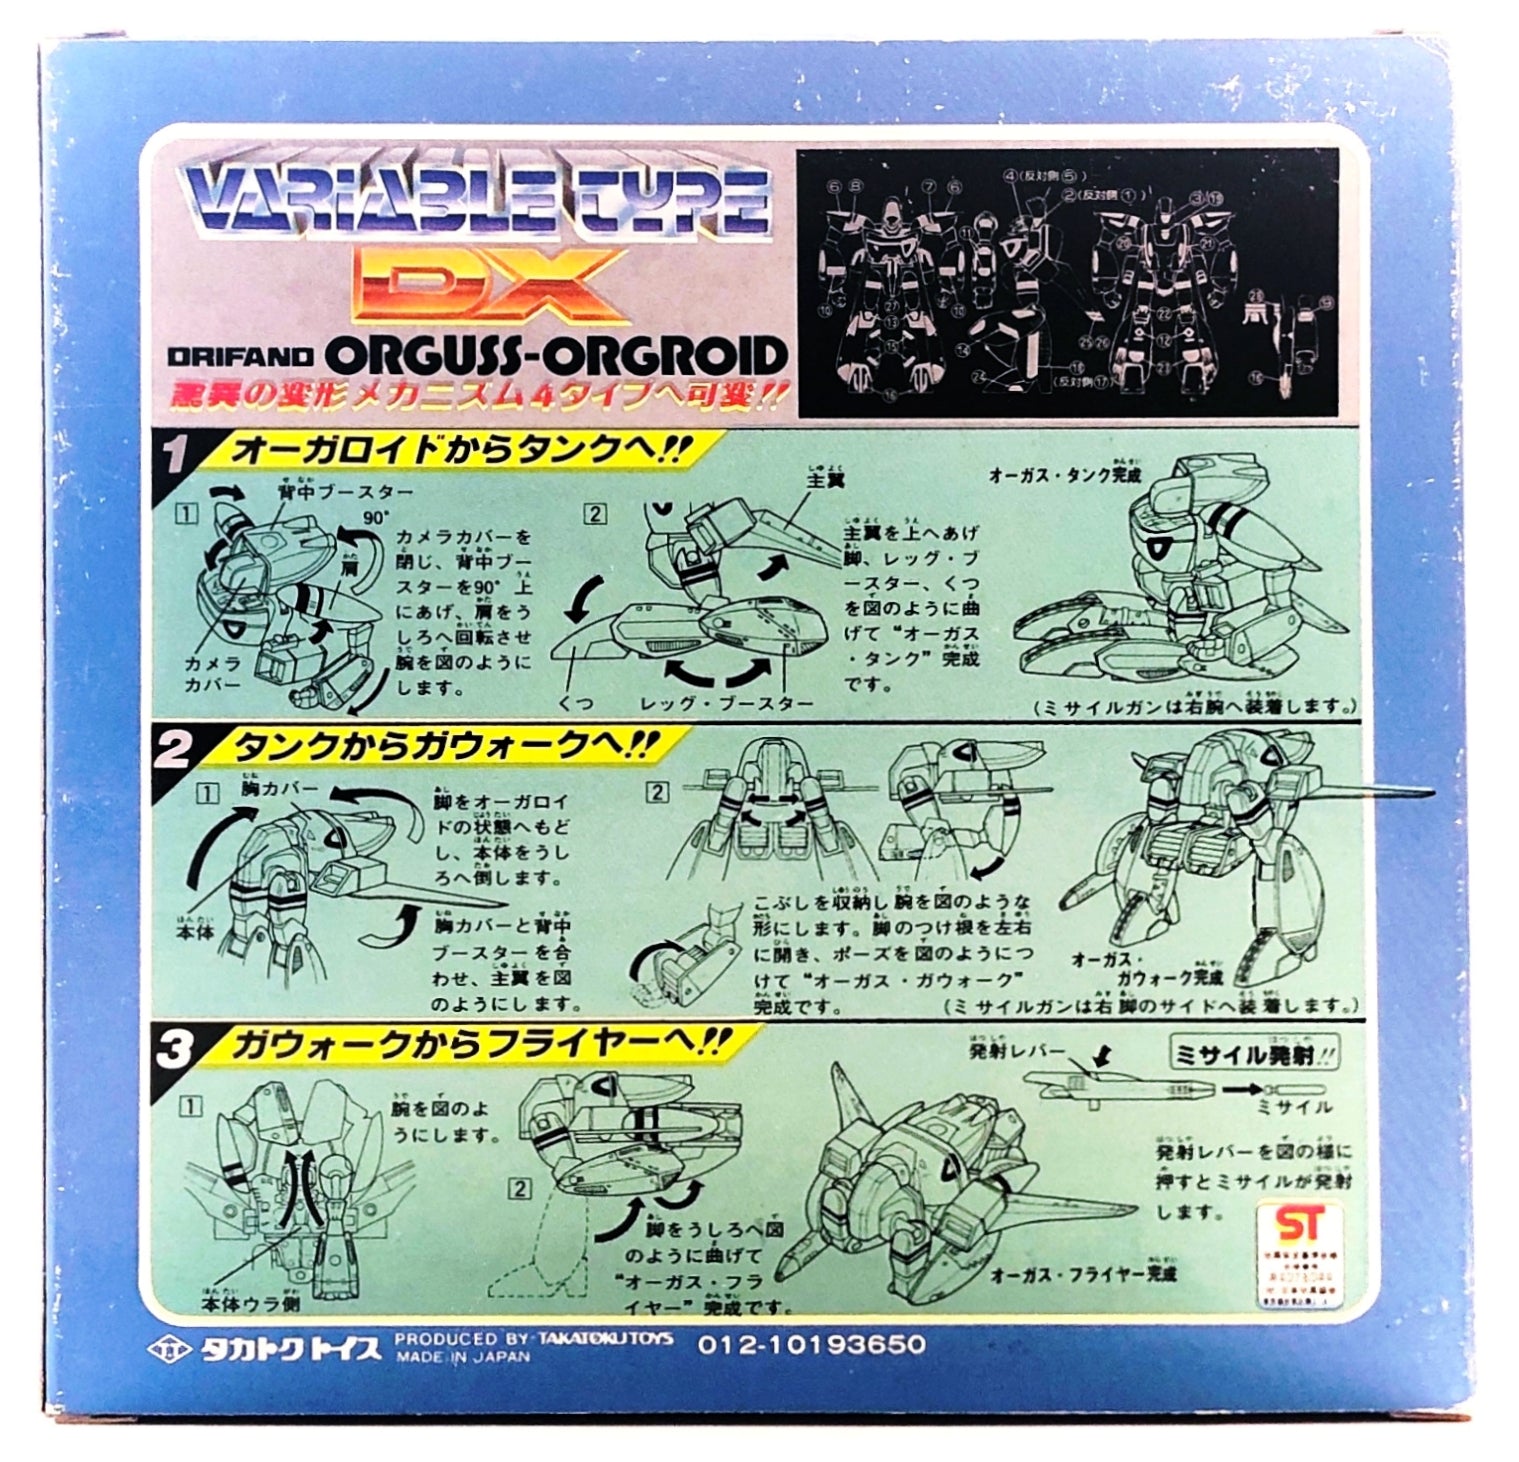 VARIABLE TYPE
DX
ORIFAND ORGUSS-ORGROID
驚異の変形メカニズム4タイプへ可変!!
⑥ ⑧ ⑦ ⑥
④(反対側⑤)
②(反対側①)
(反対側⑰)
1 オーガロイドからタンクへ!!
1
背中ブースター
90°
肩
カメラ
カバー
カメラカバーを
閉じ、背中ブー
スターを90°上
にあげ、肩をう
しろへ回転させ
腕を図のように
します。
2
主翼
くつ
レッグ・ブースター
主翼を上へあげ
脚、レッグ・ブ
ースター、くつ
を図のように曲
げて“オーガス
・タンク”完成
です。
オーガス・タンク完成
(ミサイルガンは右腕へ装着します。)
2 タンクからガウォークへ!!
1
胸カバー
本体
脚をオーガロイ
ドの状態へもど
し、本体をうし
ろへ倒します。
胸カバーと背中
ブースターを合
わせ、主翼を図
のようにします。
2
こぶしを収納し腕を図のような
形にします。脚のつけ根を左右
に開き、ポーズを図のようにつ
けて“オーガス・ガウォーク”
完成です。
オーガス・
ガウォーク完成
(ミサイルガンは右脚のサイドへ装着します。)
3 ガウォークからフライヤーへ!!
1
腕を図のよ
うにします。
本体ウラ側
2
脚をうしろへ図
のように曲げて
“オーガス・フラ
イヤー”完成です。
オーガス・フライヤー完成
発射レバー
ミサイル発射!!
ミサイル
発射レバーを図の様に
押すとミサイルが発射
します。
ST
タカトクトイス
PRODUCED BY TAKATOKU TOYS
MADE IN JAPAN
012-10193650